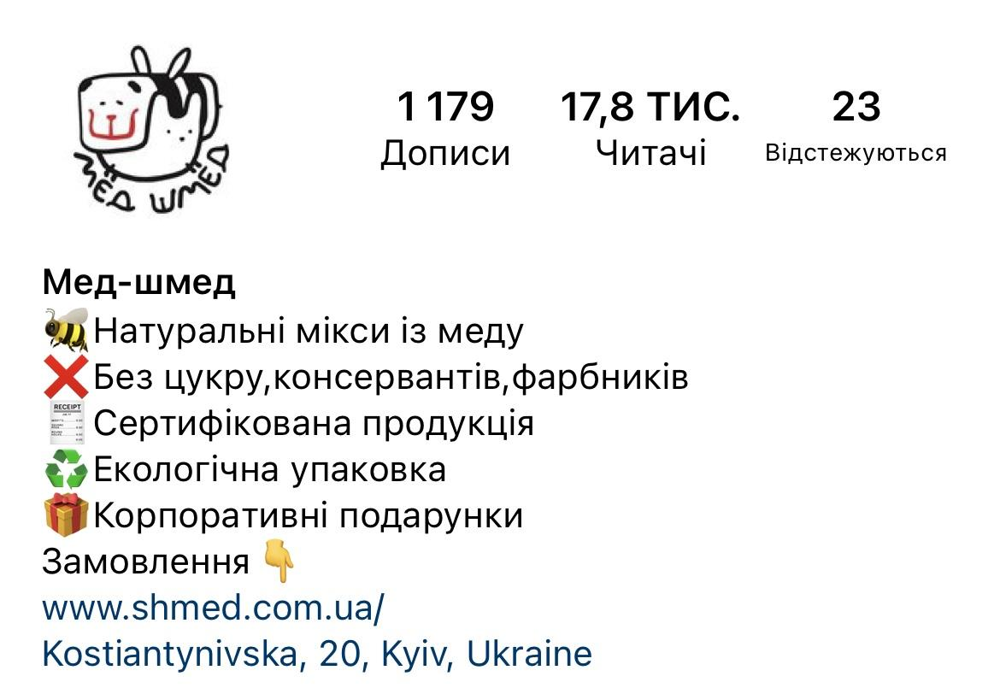 МЁД ШМЕД
1 179
Дописи
17,8 ТИС.
Читачі
23
Відстежуються
Мед-шмед
🐝Натуральні мікси із меду
❌Без цукру,консервантів,фарбників
🧾Сертифікована продукція
♻️Екологічна упаковка
🎁Корпоративні подарунки
Замовлення 👇
www.shmed.com.ua/
Kostiantynivska, 20, Kyiv, Ukraine